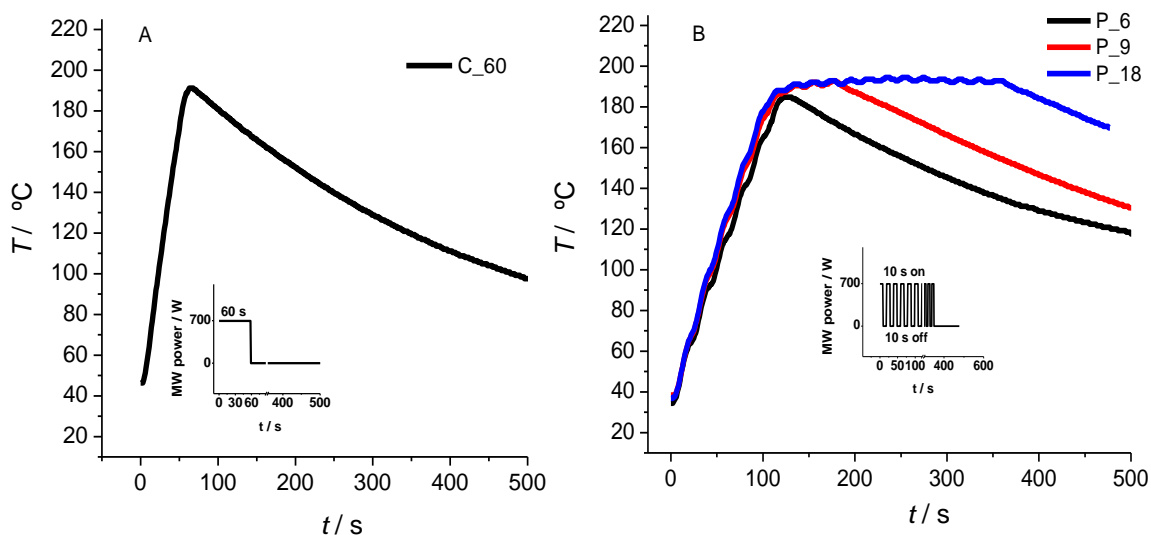 A
C_60
220
200
180
160
140
120
100
80
60
40
20
T / ºC
0 100 200 300 400 500
t / s
MW power / W
700
0
60 s
0 30 60 400 500
t / s
B
P_6
P_9
P_18
220
200
180
160
140
120
100
80
60
40
20
T / ºC
0 100 200 300 400 500
t / s
MW power / W
700
0
10 s on
10 s off
0 50 100 400 600
t / s